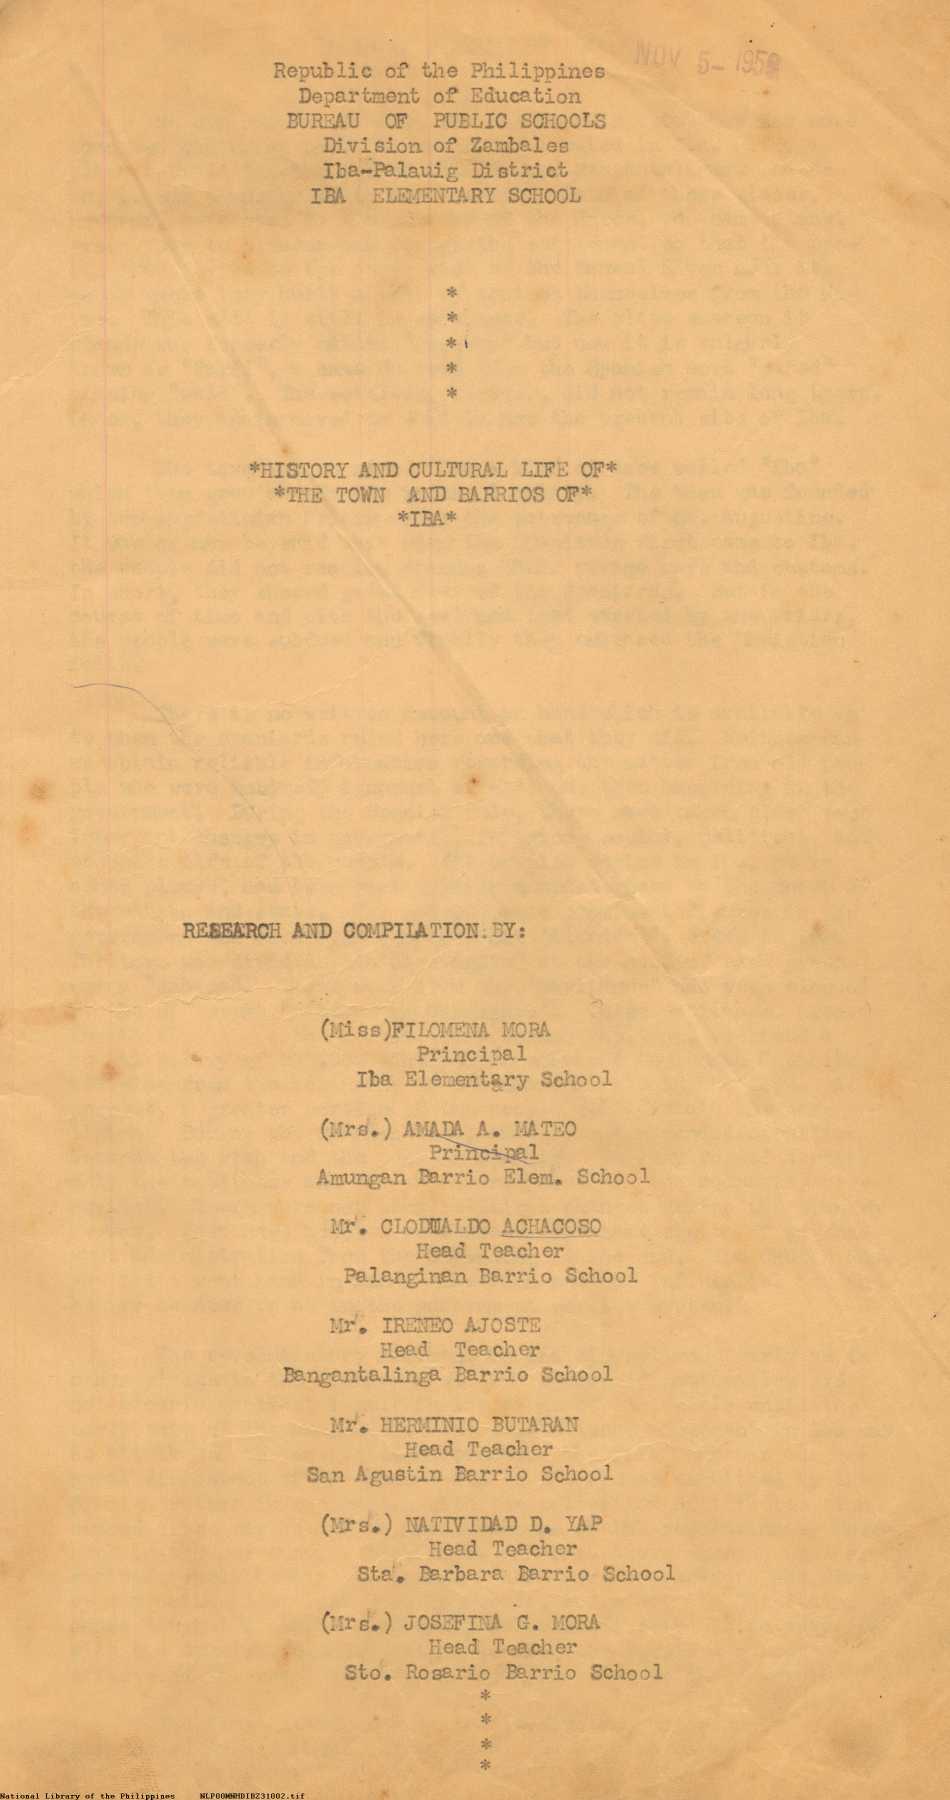 NOV 5- 195
Republic of the Philippines
Department of Education
BUREAU OF PUBLIC SCHOOLS
Division of Zambales
Iba-Palauig District
IBA ELEMENTARY SCHOOL
*
*
*
*
*
*HISTORY AND CULTURAL LIFE OF*
*THE TOWN AND BARRIOS OF*
*IBA*
RESEARCH AND COMPILATION BY:
(Miss)FILOMENA MORA
Principal
Iba Elementary School
(Mrs.) AMADA A. MATEO
Principal
Amungan Barrio Elem. School
Mr. CLODUALDO ACHACOSO
Head Teacher
Palanginan Barrio School
Mr. IRENEO AJOSTE
Head Teacher
Bangantalinga Barrio School
Mr. HERMINIO BUTARAN
Head Teacher
San Agustin Barrio School
(Mrs.) NATIVIDAD D. YAP
Head Teacher
Sta. Barbara Barrio School
(Mrs.) JOSEFINA G. MORA
Head Teacher
Sto. Rosario Barrio School
*
*
*
*
National Library of the Philippines